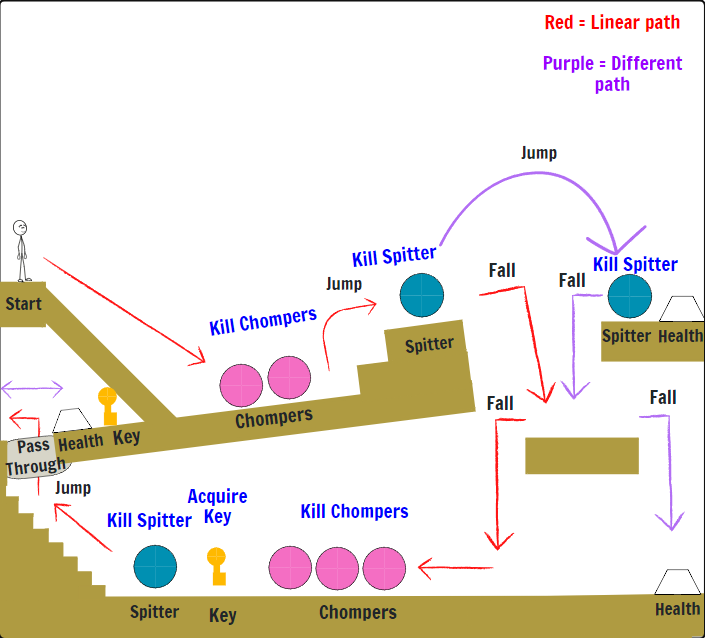 Red = Linear path
Purple = Different
path
Jump
Kill Spitter
Fall
Kill Spitter
Fall
Jump
Start
Kill Chompers
Spitter
Spitter Health
Chompers
Fall
Fall
Pass
Through
Health
Key
Jump
Kill Spitter
Acquire
Key
Kill Chompers
Spitter
Key
Chompers
Health